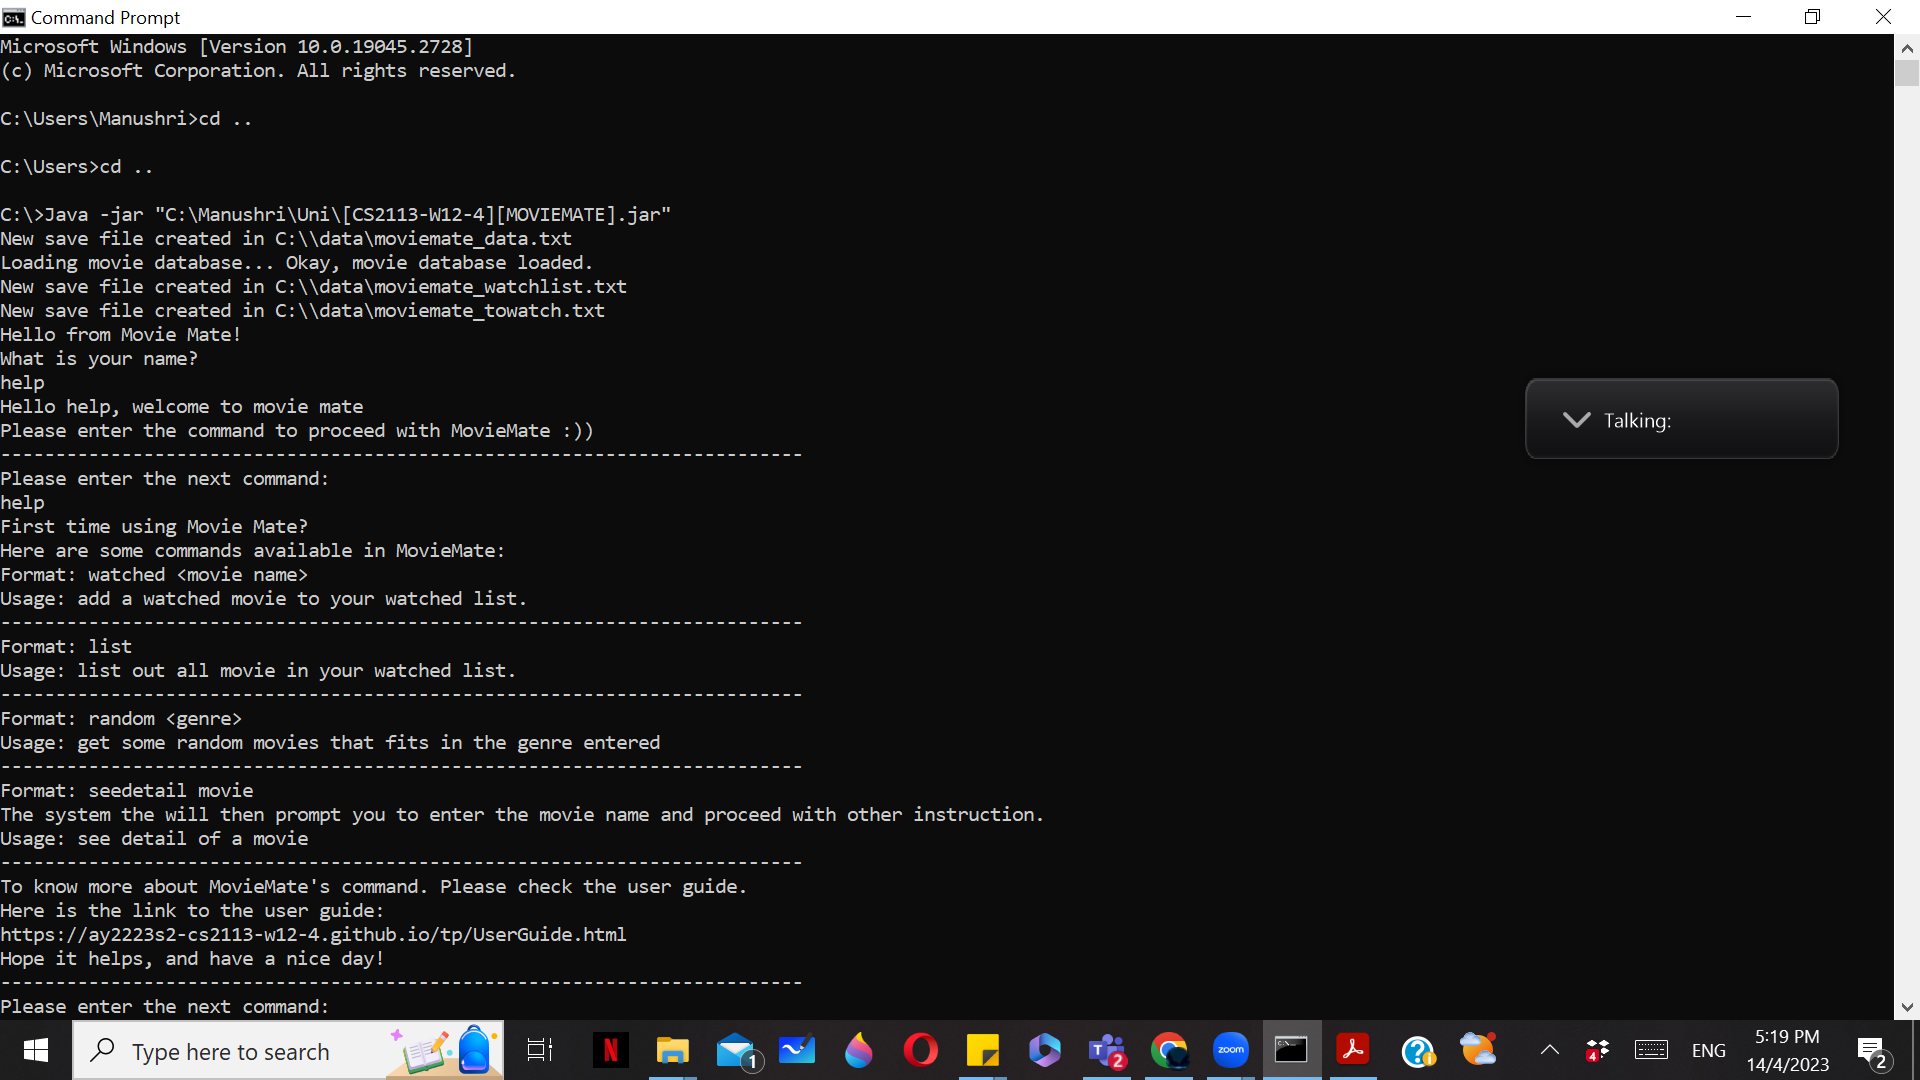 Command Prompt
Microsoft Windows [Version 10.0.19045.2728]
(c) Microsoft Corporation. All rights reserved.
C:\Users\Manushri>cd ..
C:\Users>cd ..
C:\>Java -jar "C:\Manushri\Uni\[CS2113-W12-4][MOVIEMATE].jar"
New save file created in C:\\data\moviemate_data.txt
Loading movie database... Okay, movie database loaded.
New save file created in C:\\data\moviemate_watchlist.txt
New save file created in C:\\data\moviemate_towatch.txt
Hello from Movie Mate!
What is your name?
help
Hello help, welcome to movie mate
Please enter the command to proceed with MovieMate :))
-------------------------------------------------------------------------
Please enter the next command:
help
First time using Movie Mate?
Here are some commands available in MovieMate:
Format: watched <movie name>
Usage: add a watched movie to your watched list.
-------------------------------------------------------------------------
Format: list
Usage: list out all movie in your watched list.
-------------------------------------------------------------------------
Format: random <genre>
Usage: get some random movies that fits in the genre entered
-------------------------------------------------------------------------
Format: seedetail movie
The system the will then prompt you to enter the movie name and proceed with other instruction.
Usage: see detail of a movie
-------------------------------------------------------------------------
To know more about MovieMate's command. Please check the user guide.
Here is the link to the user guide:
https://ay2223s2-cs2113-w12-4.github.io/tp/UserGuide.html
Hope it helps, and have a nice day!
-------------------------------------------------------------------------
Please enter the next command:
Talking:
Type here to search
N
1
T
2
zoom
C:\_
?
4
ENG
5:19 PM
14/4/2023
2